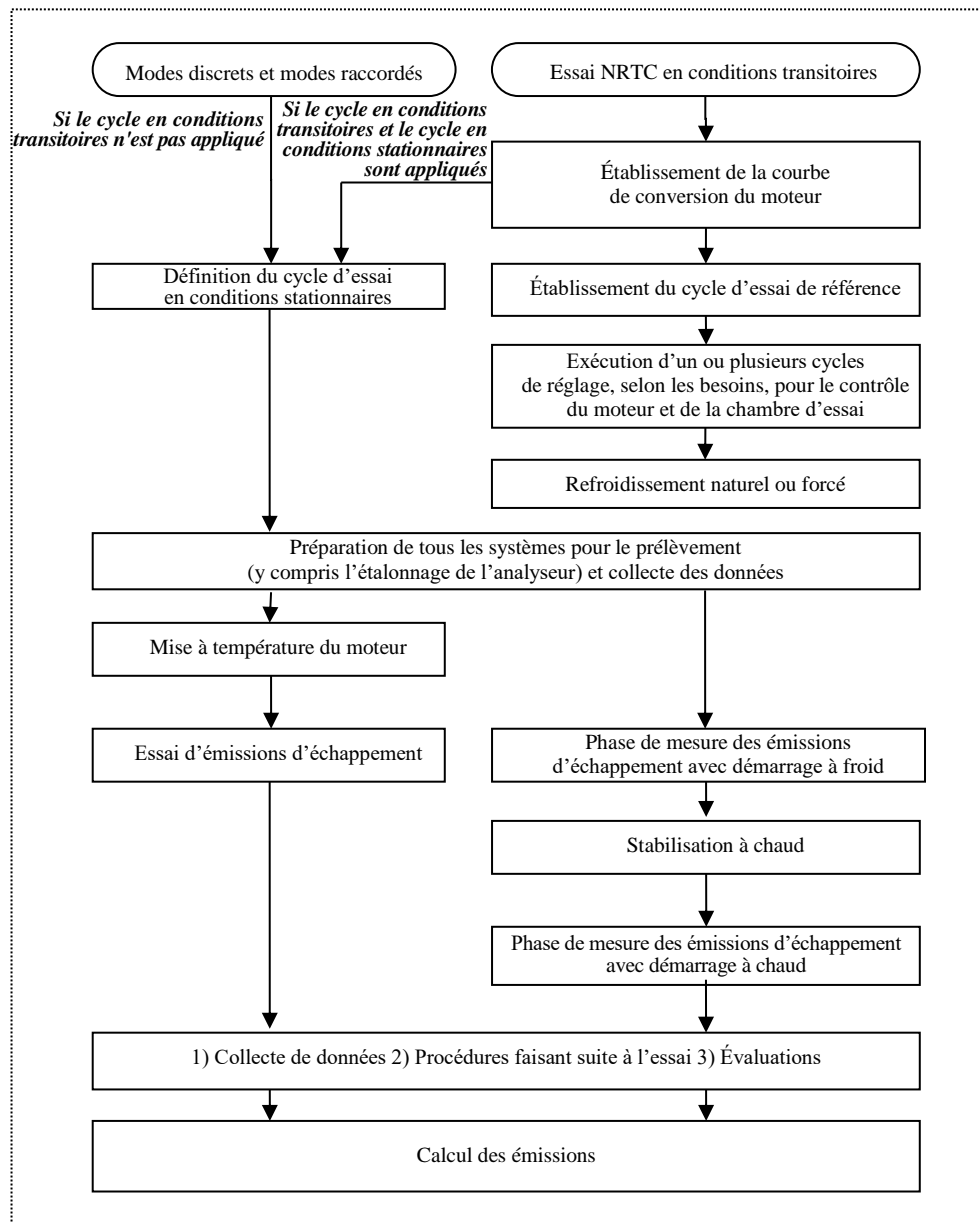 Modes discrets et modes raccordés
Essai NRTC en conditions transitoires
Si le cycle en conditions
transitoires n'est pas appliqué
Si le cycle en conditions
transitoires et le cycle en
conditions stationnaires
sont appliqués
Établissement de la courbe
de conversion du moteur
Définition du cycle d’essai
en conditions stationnaires
Établissement du cycle d’essai de référence
Exécution d’un ou plusieurs cycles
de réglage, selon les besoins, pour le contrôle
du moteur et de la chambre d’essai
Refroidissement naturel ou forcé
Préparation de tous les systèmes pour le prélèvement
(y compris l’étalonnage de l’analyseur) et collecte des données
Mise à température du moteur
Essai d’émissions d’échappement
Phase de mesure des émissions
d’échappement avec démarrage à froid
Stabilisation à chaud
Phase de mesure des émissions d’échappement
avec démarrage à chaud
1) Collecte de données 2) Procédures faisant suite à l’essai 3) Évaluations
Calcul des émissions